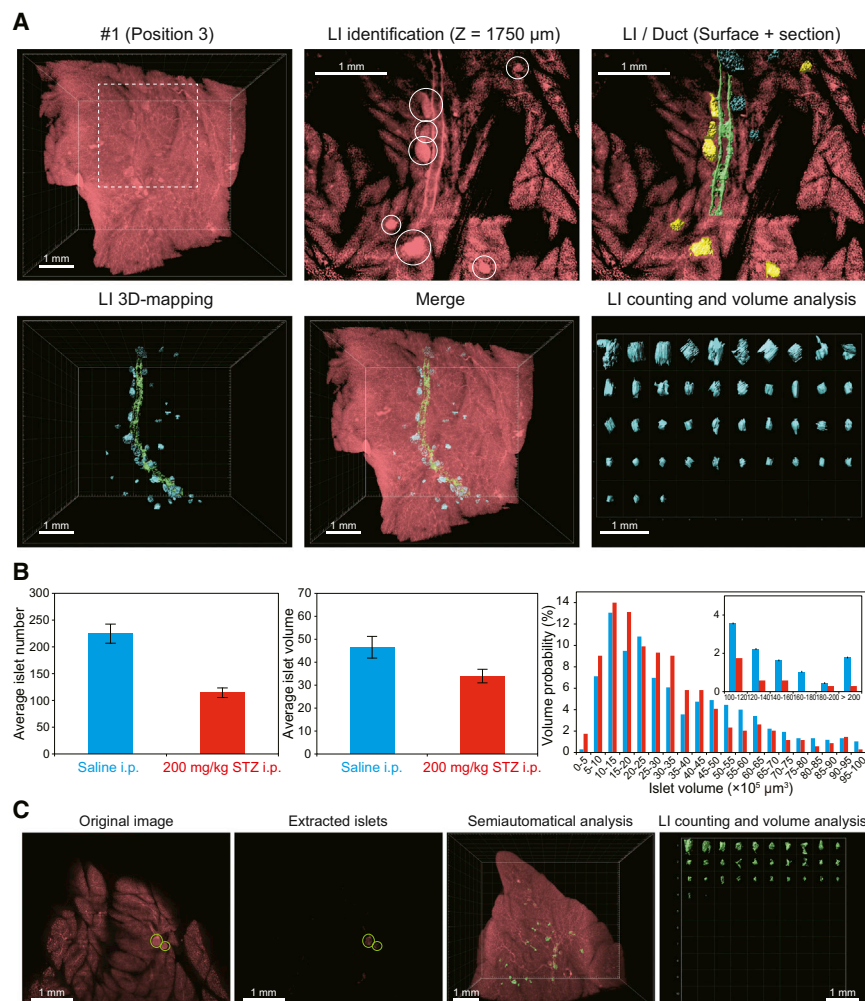 A
#1 (Position 3)
LI identification (Z = 1750 µm)
LI / Duct (Surface + section)
1 mm
1 mm
1 mm
LI 3D-mapping
Merge
LI counting and volume analysis
1 mm
1 mm
1 mm
B
300
250
200
150
100
50
0
Average islet number
Saline i.p.
200 mg/kg STZ i.p.
70
60
50
40
30
20
10
0
Average islet volume
Saline i.p.
200 mg/kg STZ i.p.
14
12
10
8
6
4
2
0
Volume probability (%)
4
2
0
100-120
120-140
140-160
160-180
180-200
> 200
0-5
5-10
10-15
15-20
20-25
25-30
30-35
35-40
40-45
45-50
50-55
55-60
60-65
65-70
70-75
75-80
80-85
85-90
90-95
95-100
Islet volume (×10⁵ µm³)
C
Original image
Extracted islets
Semiautomatical analysis
LI counting and volume analysis
1 mm
1 mm
1 mm
1 mm